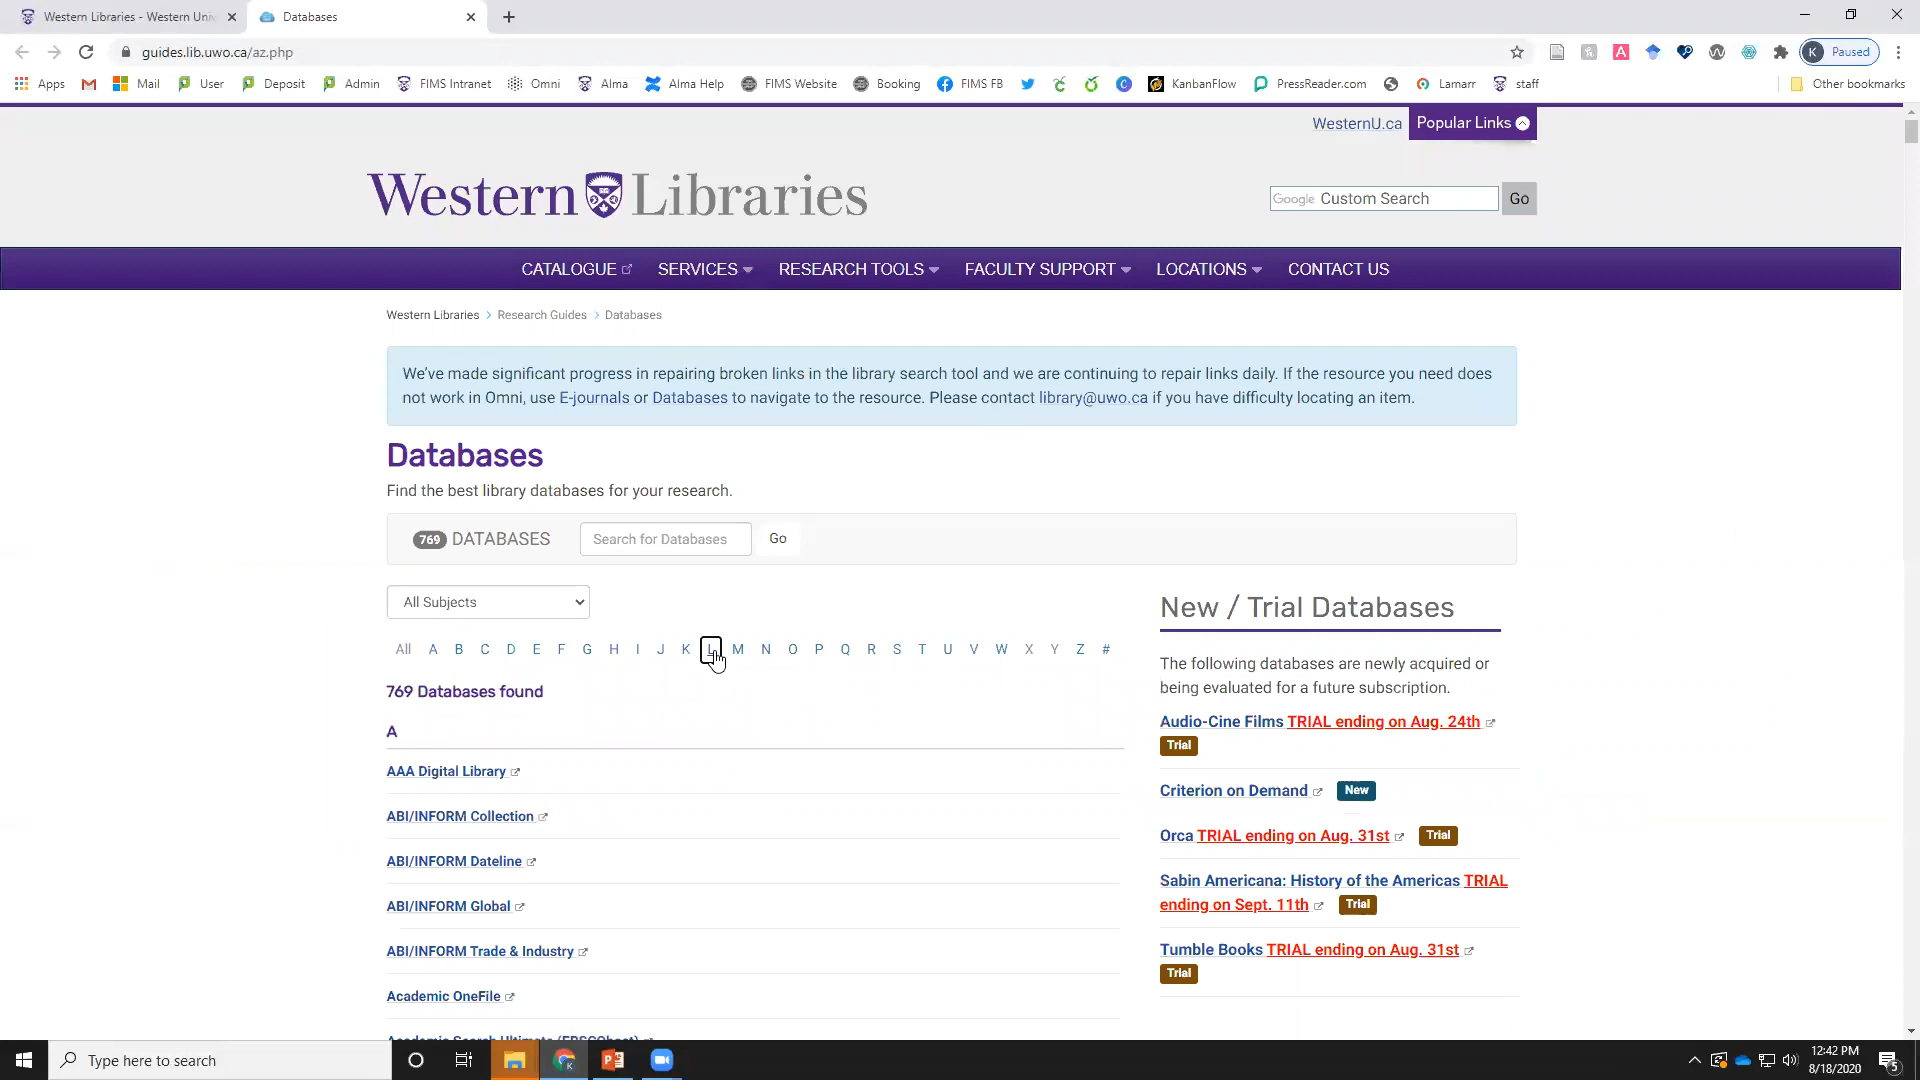 Western Libraries - Western Uni
Databases
guides.lib.uwo.ca/az.php
K Paused
Apps
Mail
User
Deposit
Admin
FIMS Intranet
Omni
Alma
Alma Help
FIMS Website
Booking
FIMS FB
KanbanFlow
PressReader.com
Lamarr
staff
Other bookmarks
WesternU.ca
Popular Links
Western Libraries
Google Custom Search
Go
CATALOGUE
SERVICES
RESEARCH TOOLS
FACULTY SUPPORT
LOCATIONS
CONTACT US
Western Libraries > Research Guides > Databases
We've made significant progress in repairing broken links in the library search tool and we are continuing to repair links daily. If the resource you need does
not work in Omni, use E-journals or Databases to navigate to the resource. Please contact library@uwo.ca if you have difficulty locating an item.
Databases
Find the best library databases for your research.
769 DATABASES
Search for Databases
Go
All Subjects
All A B C D E F G H I J K L M N O P Q R S T U V W X Y Z #
769 Databases found
A
AAA Digital Library
ABI/INFORM Collection
ABI/INFORM Dateline
ABI/INFORM Global
ABI/INFORM Trade & Industry
Academic OneFile
Academic Search Ultimate (EBSCOhost)
New / Trial Databases
The following databases are newly acquired or
being evaluated for a future subscription.
Audio-Cine Films TRIAL ending on Aug. 24th
Trial
Criterion on Demand New
Orca TRIAL ending on Aug. 31st Trial
Sabin Americana: History of the Americas TRIAL
ending on Sept. 11th Trial
Tumble Books TRIAL ending on Aug. 31st
Trial
Type here to search
12:42 PM
8/18/2020
5